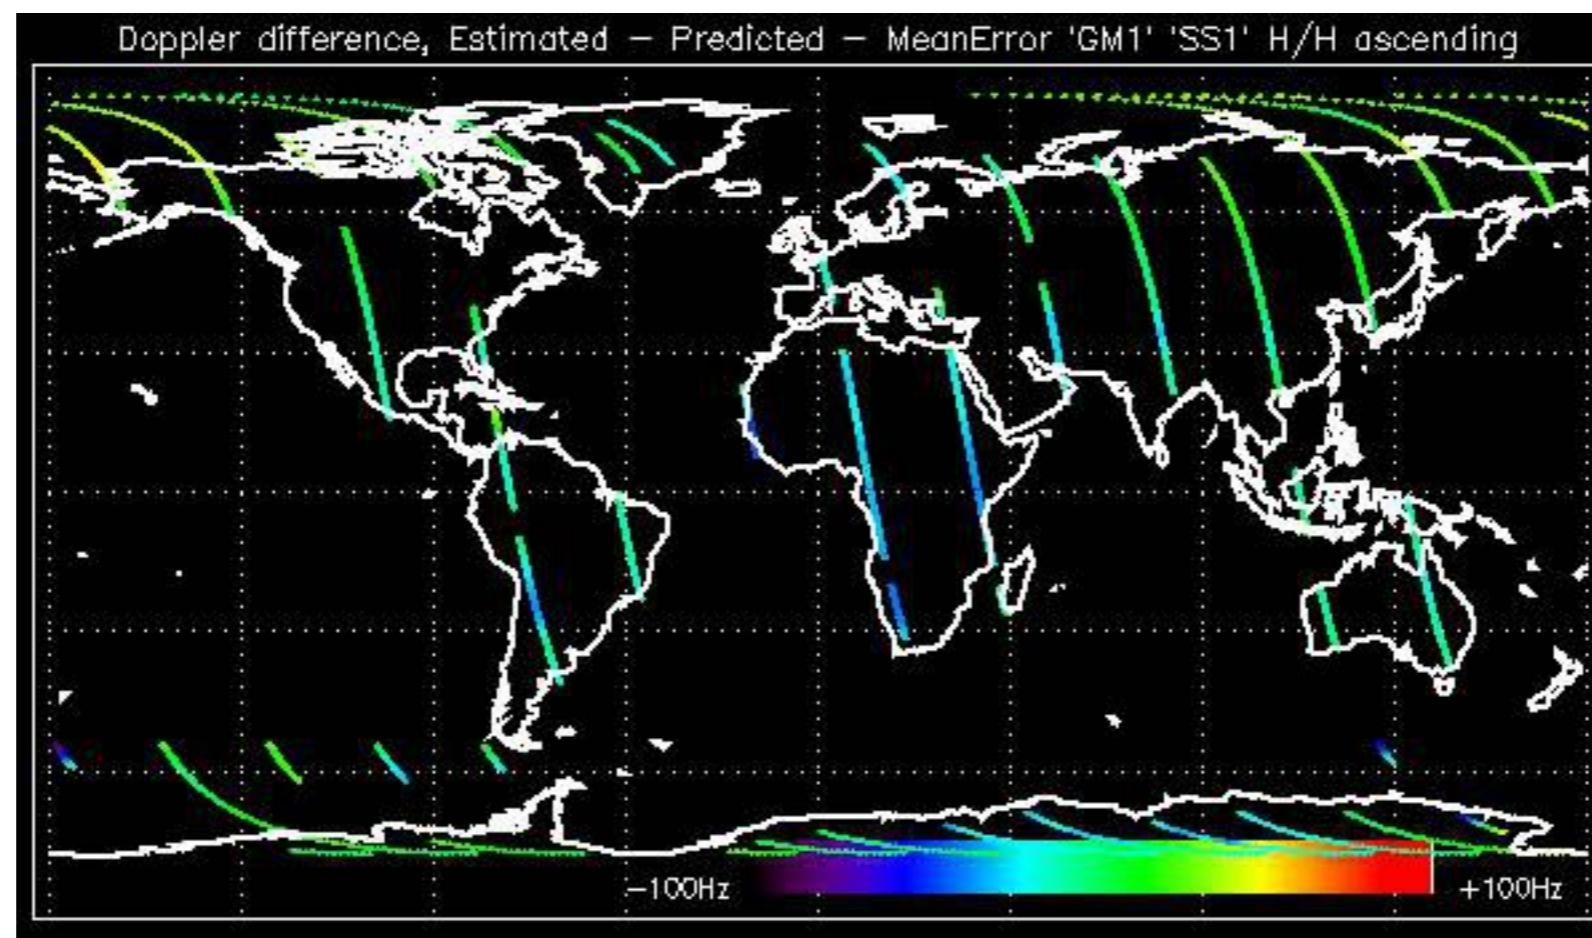 Doppler difference, Estimated − Predicted − MeanError 'GM1' 'SS1' H/H ascending
−100Hz +100Hz